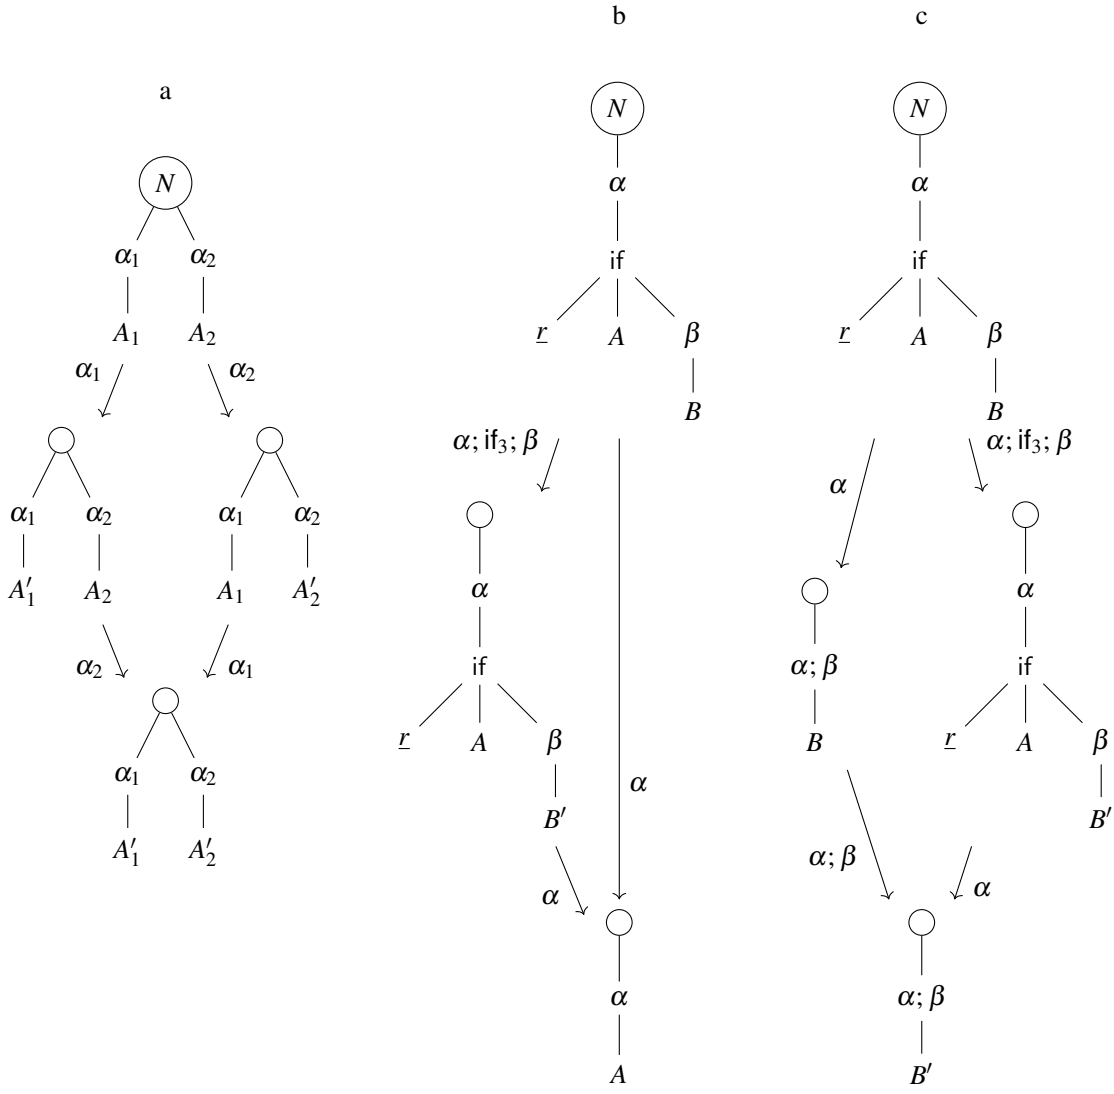 b c
a
N N
N
α α
α₁ α₂
if if
A₁ A₂
r A β r A β
α₁ α₂
B B
α; if₃; β α; if₃; β
α
α₁ α₂ α₁ α₂
A′₁ A₂ A₁ A′₂
α α
α₂ α₁
α; β
if if
B
r A β r A β
α₁ α₂
α
B′ B′
A′₁ A′₂
α; β
α α
α α; β
A B′